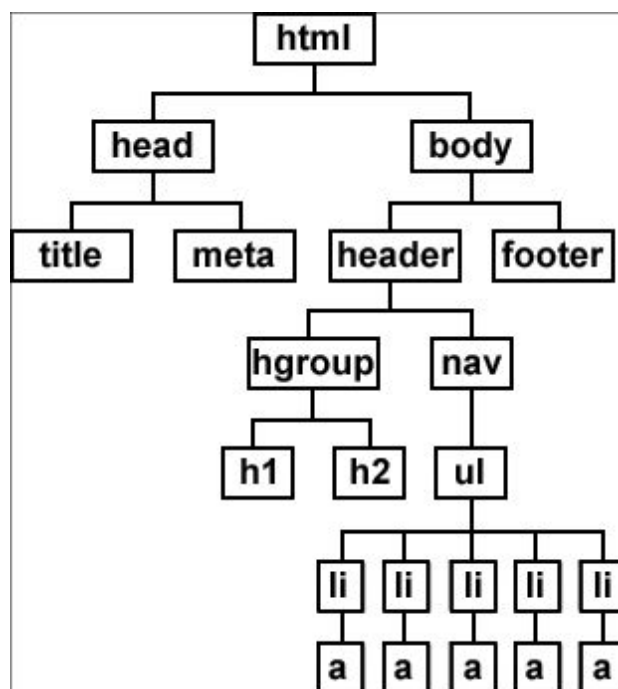 html
head body
title meta header footer
hgroup nav
h1 h2 ul
li li li li li
a a a a a